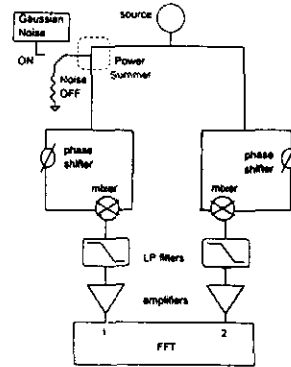 source
Gaussian
Noise
ON
Power
Summer
Noise
OFF
phase
shifter
phase
shifter
mixer
mixer
LP filters
amplifiers
1
2
FFT